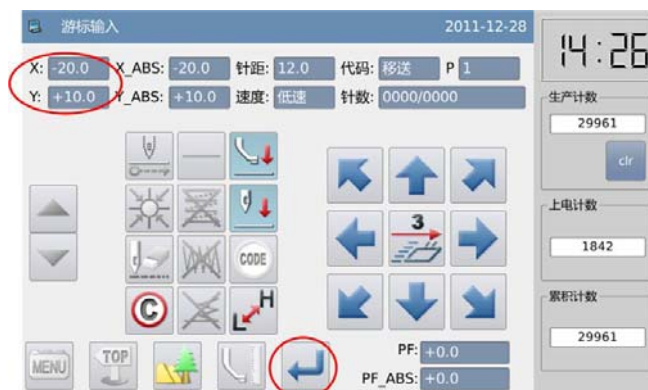 游标输入 2011-12-28
14:26
X: -20.0 X_ABS: -20.0 针距: 12.0 代码: 移送 P 1
Y: +10.0 Y_ABS: +10.0 速度: 低速 针数: 0000/0000
生产计数
29961
clr
上电计数
1842
累积计数
29961
3
CODE
C
H
L
MENU
TOP
PF: +0.0
PF_ABS: +0.0